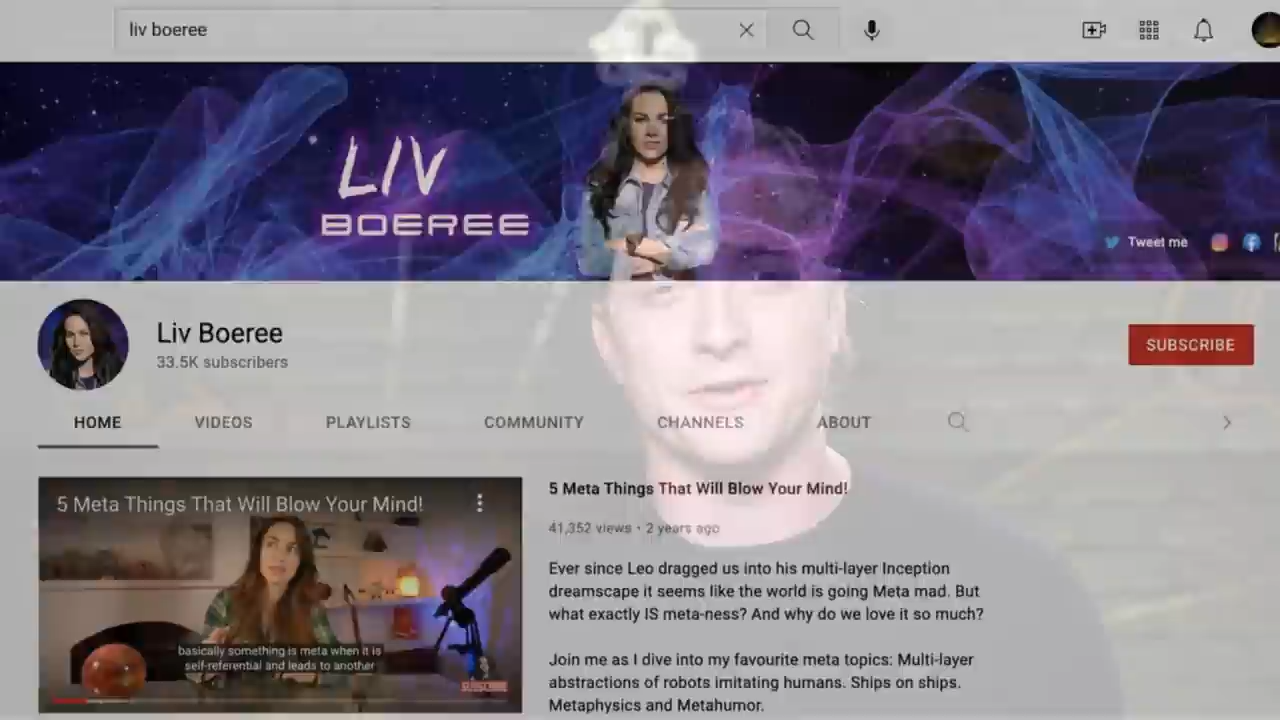 liv boeree
LIV
BOEREE
Tweet me
Liv Boeree
33.5K subscribers
SUBSCRIBE
HOME
VIDEOS
PLAYLISTS
COMMUNITY
CHANNELS
ABOUT
5 Meta Things That Will Blow Your Mind!
basically something is meta when it is
self-referential and leads to another
5 Meta Things That Will Blow Your Mind!
41,352 views • 2 years ago
Ever since Leo dragged us into his multi-layer Inception
dreamscape it seems like the world is going Meta mad. But
what exactly IS meta-ness? And why do we love it so much?
Join me as I dive into my favourite meta topics: Multi-layer
abstractions of robots imitating humans. Ships on ships.
Metaphysics and Metahumor.